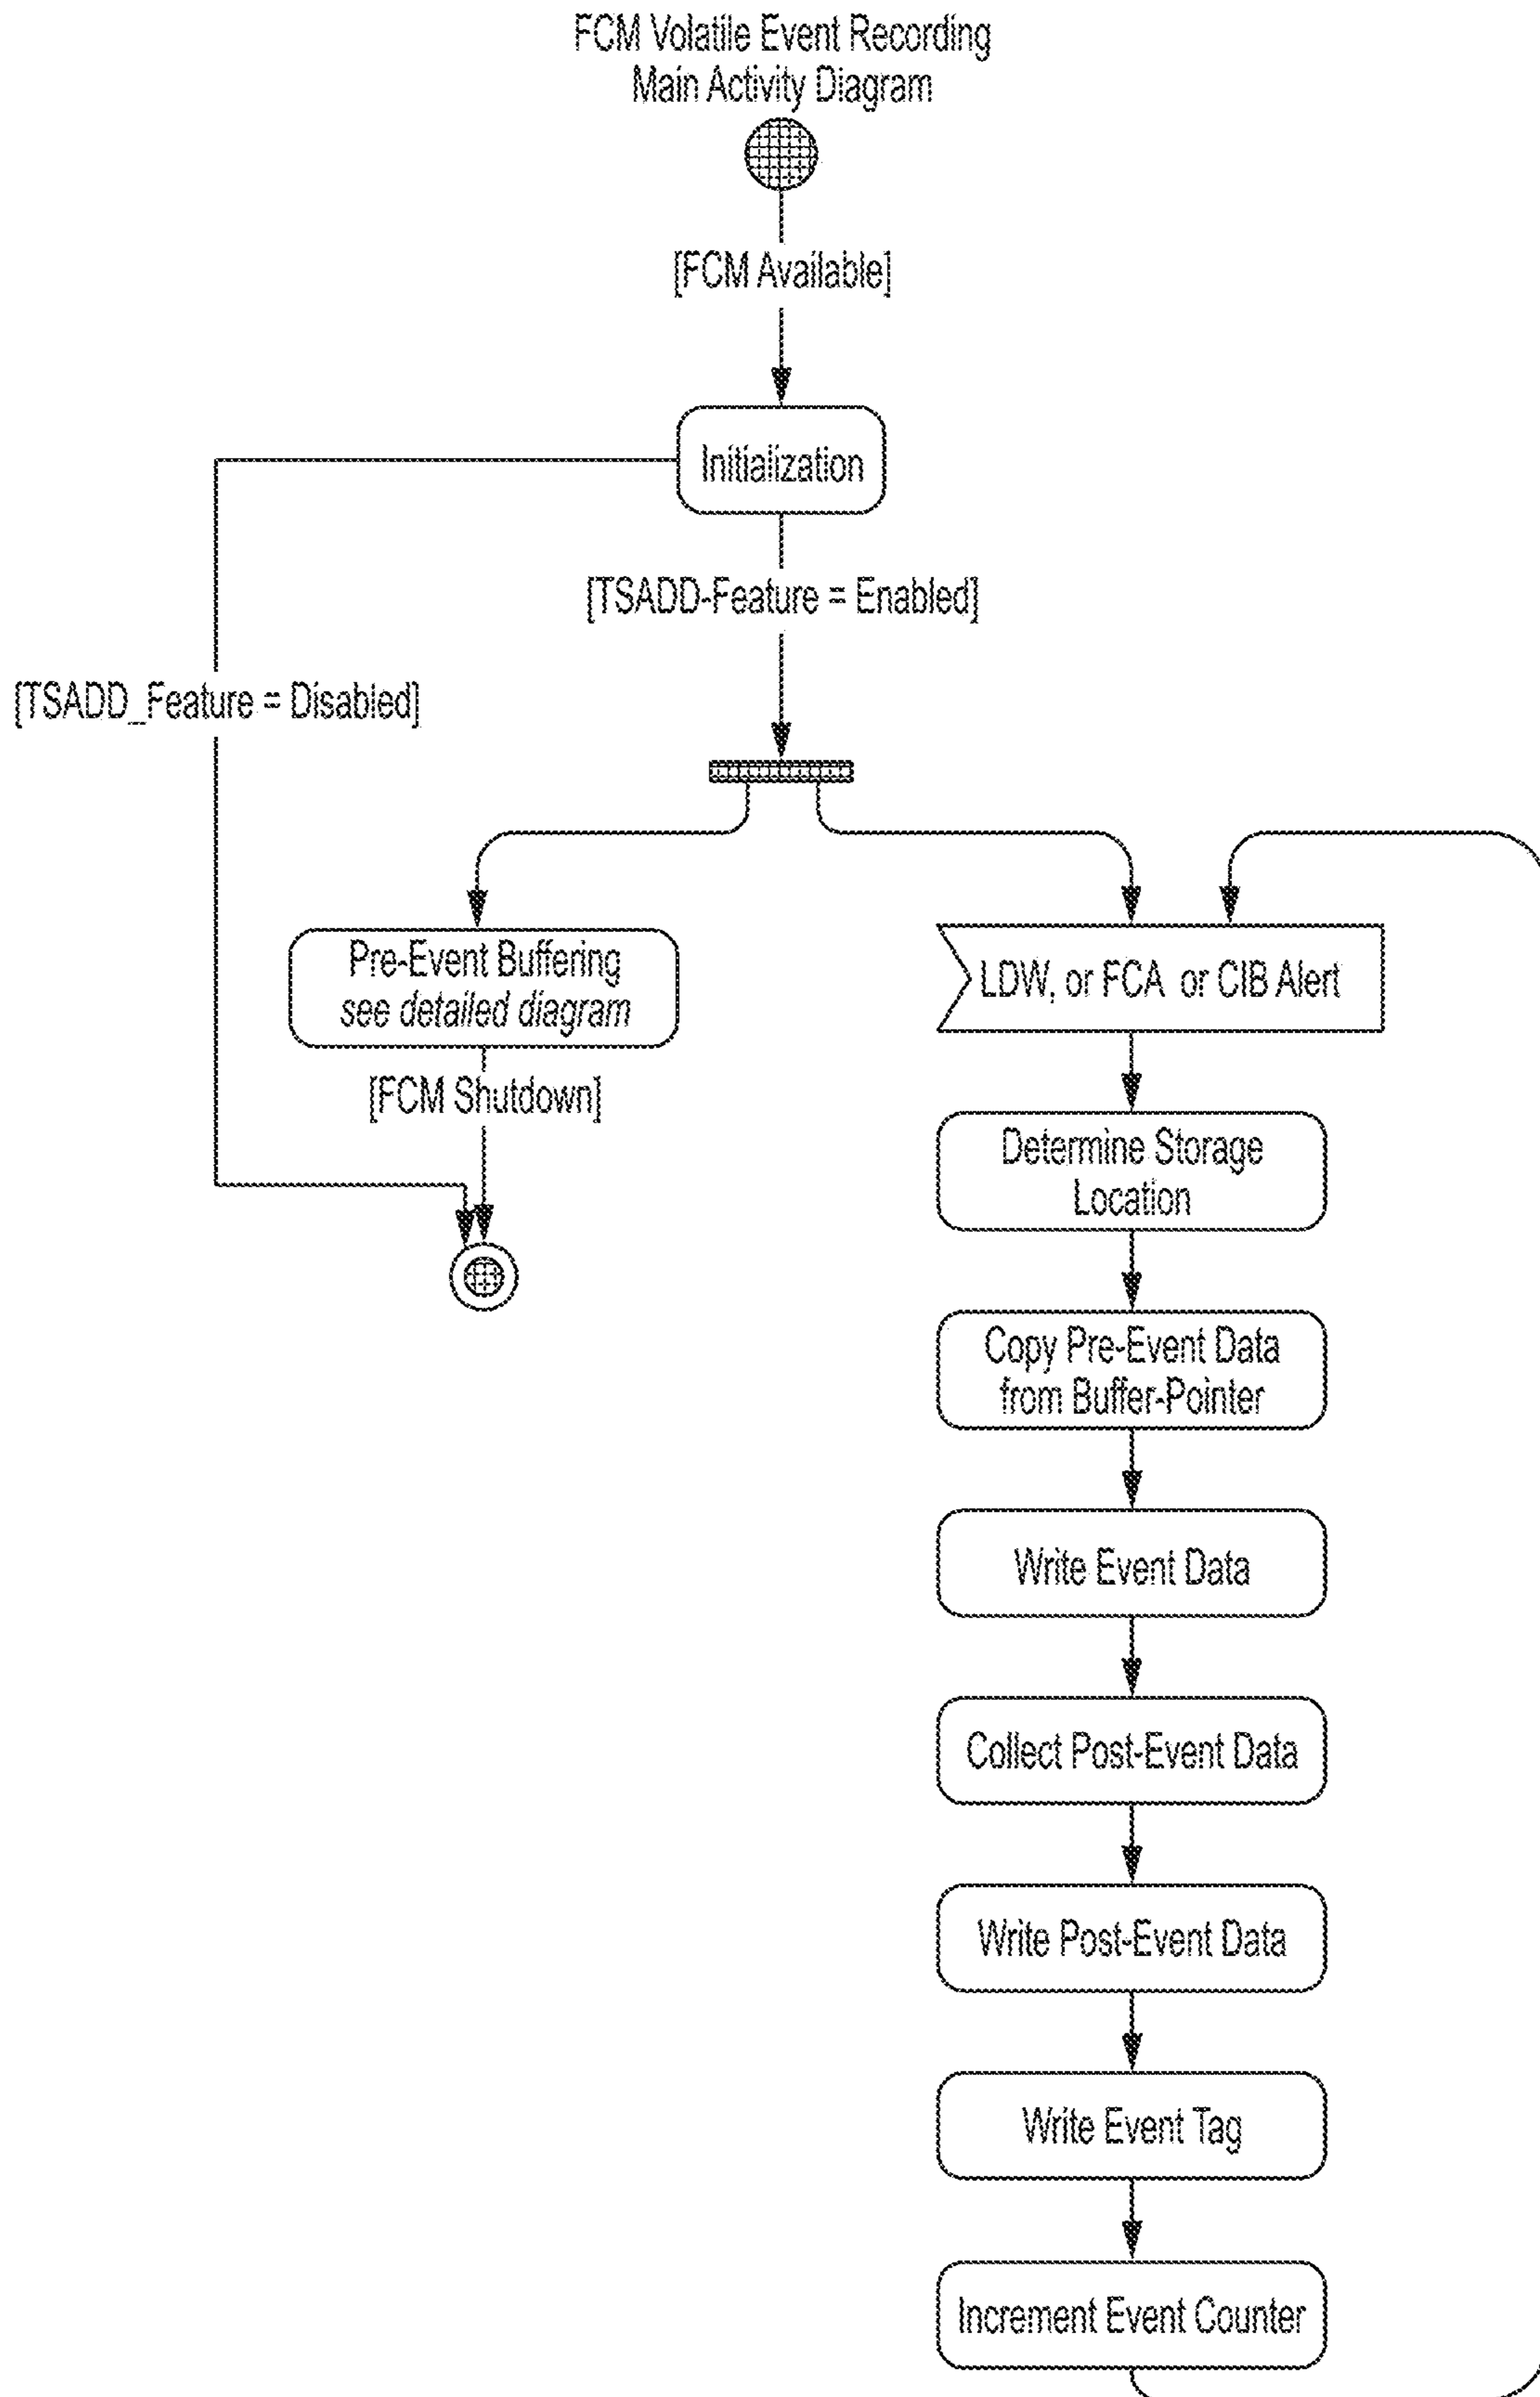 FCM Volatile Event Recording
Main Activity Diagram
[FCM Available]
Initialization
[TSADD-Feature = Enabled]
[TSADD_Feature = Disabled]
Pre-Event Buffering
see detailed diagram
[FCM Shutdown]
LDW, or FCA or CIB Alert
Determine Storage
Location
Copy Pre-Event Data
from Buffer-Pointer
Write Event Data
Collect Post-Event Data
Write Post-Event Data
Write Event Tag
Increment Event Counter